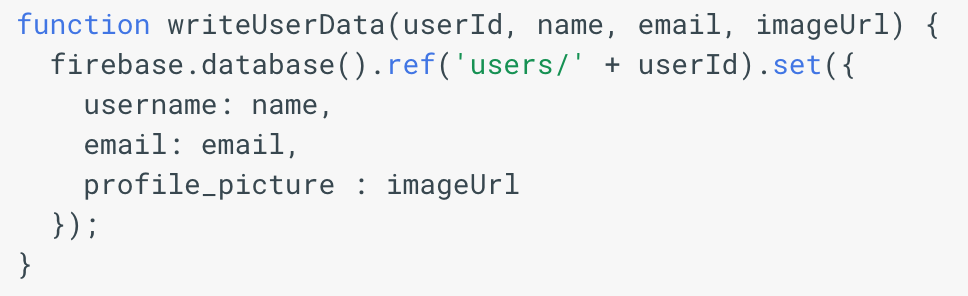 function writeUserData(userId, name, email, imageUrl) {
  firebase.database().ref('users/' + userId).set({
    username: name,
    email: email,
    profile_picture : imageUrl
  });
}